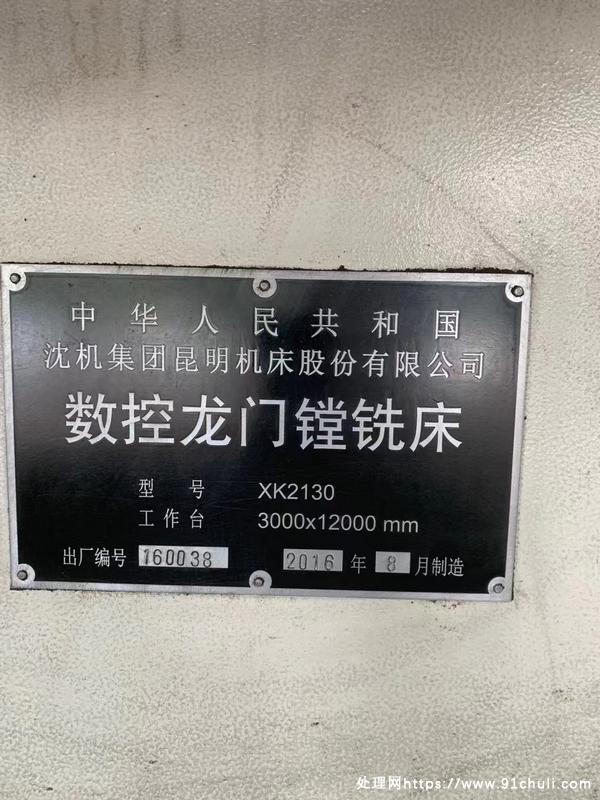 中华人民共和国
沈机集团昆明机床股份有限公司
数控龙门镗铣床
型号 XK2130
工作台 3000x12000 mm
出厂编号 160038 2016 年 8 月制造
处理网https://www.91chuli.com